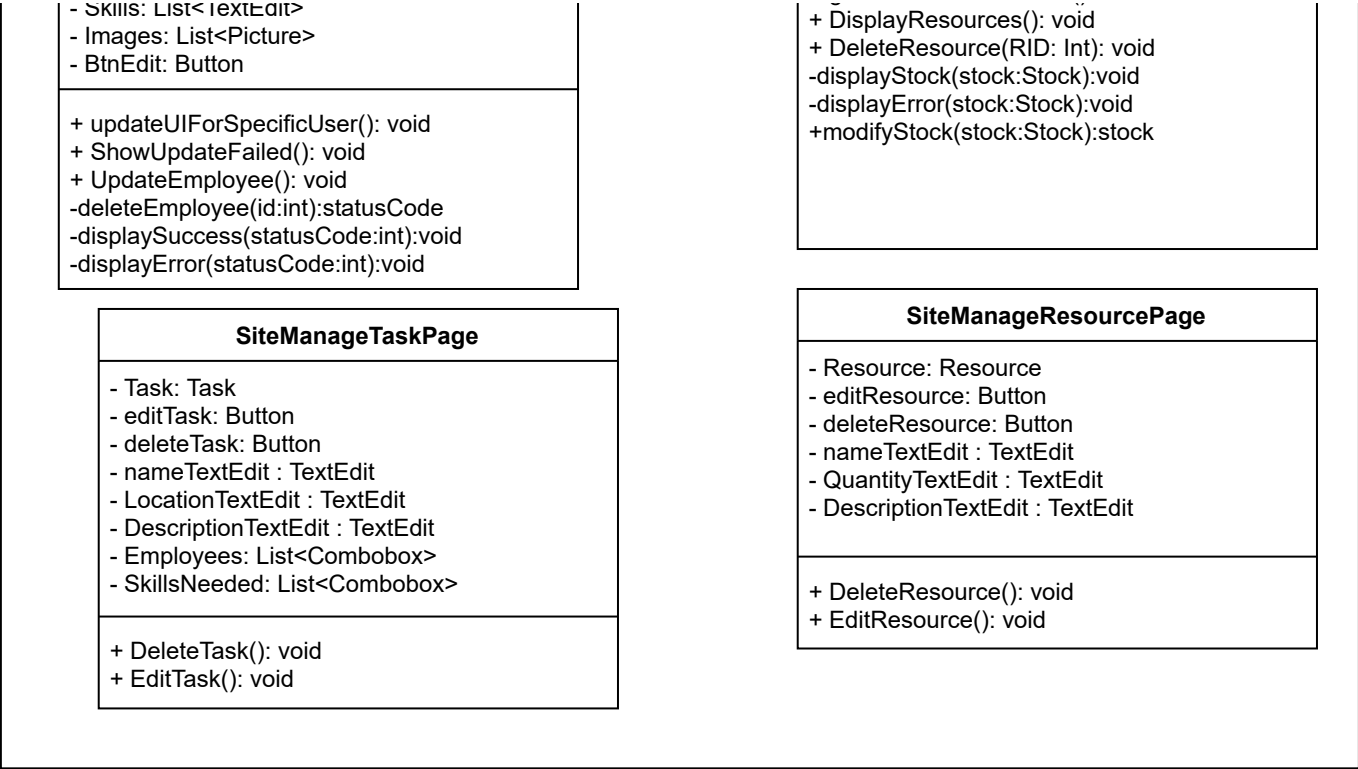 - Skills: List<TextEdit>
- Images: List<Picture>
- BtnEdit: Button
+ updateUIForSpecificUser(): void
+ ShowUpdateFailed(): void
+ UpdateEmployee(): void
-deleteEmployee(id:int):statusCode
-displaySuccess(statusCode:int):void
-displayError(statusCode:int):void
+ DisplayResources(): void
+ DeleteResource(RID: Int): void
-displayStock(stock:Stock):void
-displayError(stock:Stock):void
+modifyStock(stock:Stock):stock
SiteManageTaskPage
- Task: Task
- editTask: Button
- deleteTask: Button
- nameTextEdit : TextEdit
- LocationTextEdit : TextEdit
- DescriptionTextEdit : TextEdit
- Employees: List<Combobox>
- SkillsNeeded: List<Combobox>
+ DeleteTask(): void
+ EditTask(): void
SiteManageResourcePage
- Resource: Resource
- editResource: Button
- deleteResource: Button
- nameTextEdit : TextEdit
- QuantityTextEdit : TextEdit
- DescriptionTextEdit : TextEdit
+ DeleteResource(): void
+ EditResource(): void